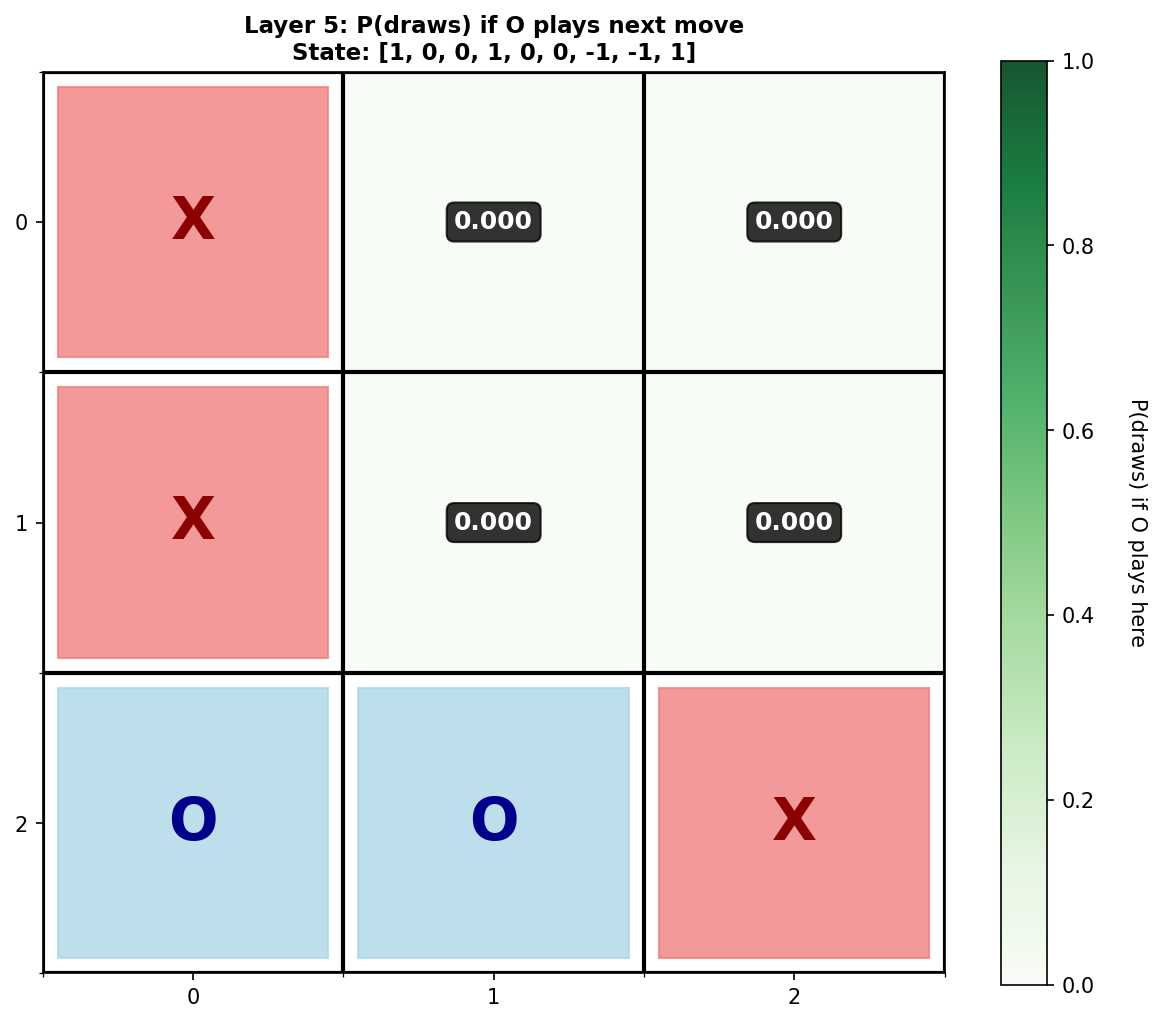 Layer 5: P(draws) if O plays next move
State: [1, 0, 0, 1, 0, 0, -1, -1, 1]
1.0
0.8
0.6
0.4
0.2
0.0
P(draws) if O plays here
0
X
0.000
0.000
1
X
0.000
0.000
2
O
O
X
0
1
2